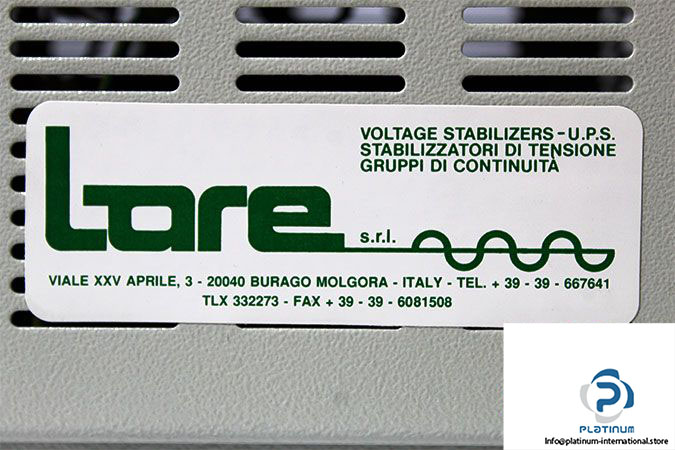 VOLTAGE STABILIZERS - U.P.S.
STABILIZZATORI DI TENSIONE
GRUPPI DI CONTINUITÀ
Lare
s.r.l.
VIALE XXV APRILE, 3 - 20040 BURAGO MOLGORA - ITALY - TEL. + 39 - 39 - 667641
TLX 332273 - FAX + 39 - 39 - 6081508
PLATINUM
Info@platinum-international.store